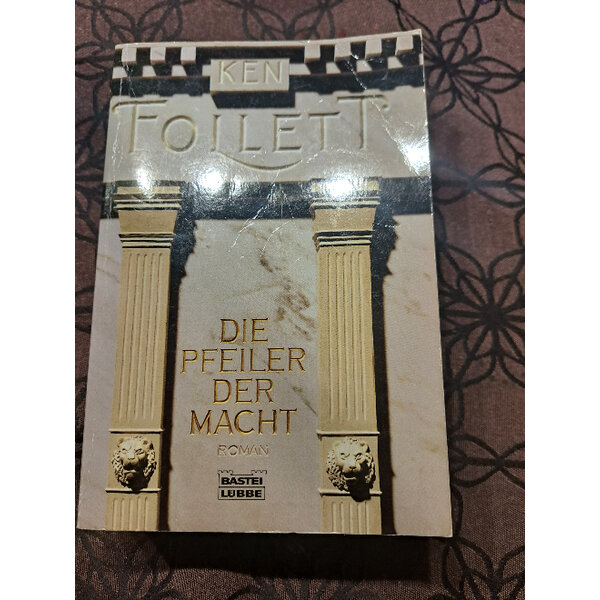 KEN
FOLLETT
DIE
PFEILER
DER
MACHT
ROMAN
BASTEI
LÜBBE